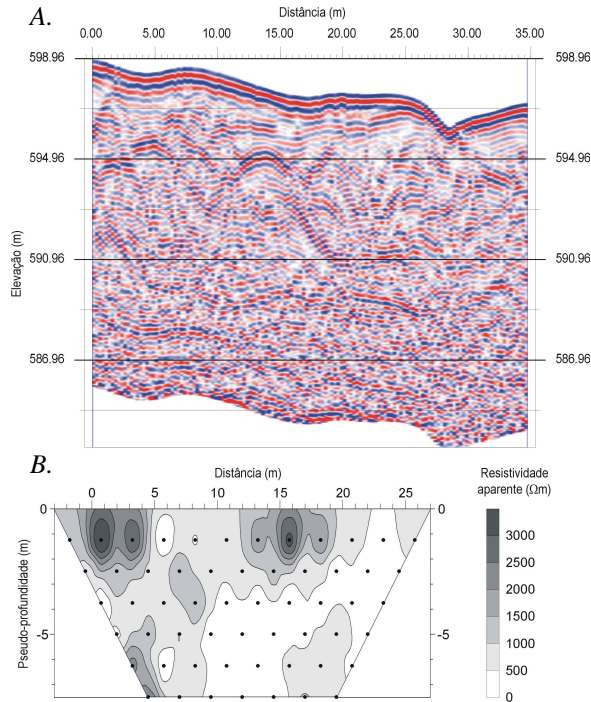 A.
Distância (m)
0.00 5.00 10.00 15.00 20.00 25.00 30.00 35.00
598.96 598.96
594.96 594.96
Elevação (m)
590.96 590.96
586.96 586.96
B.
Distância (m)
0 5 10 15 20 25
Resistividade
aparente (Ωm)
0 0
Pseudo-profundidade (m)
-5 -5
3000
2500
2000
1500
1000
500
0